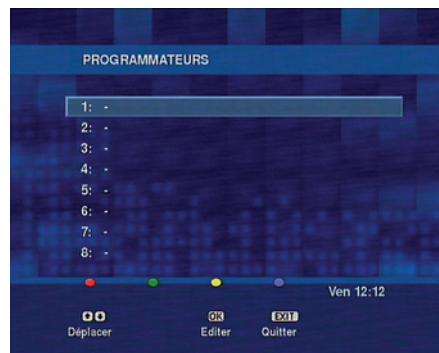 PROGRAMMATEURS
1: -
2: -
3: -
4: -
5: -
6: -
7: -
8: -
Ven 12:12
OK EXIT
Déplacer Editer Quitter